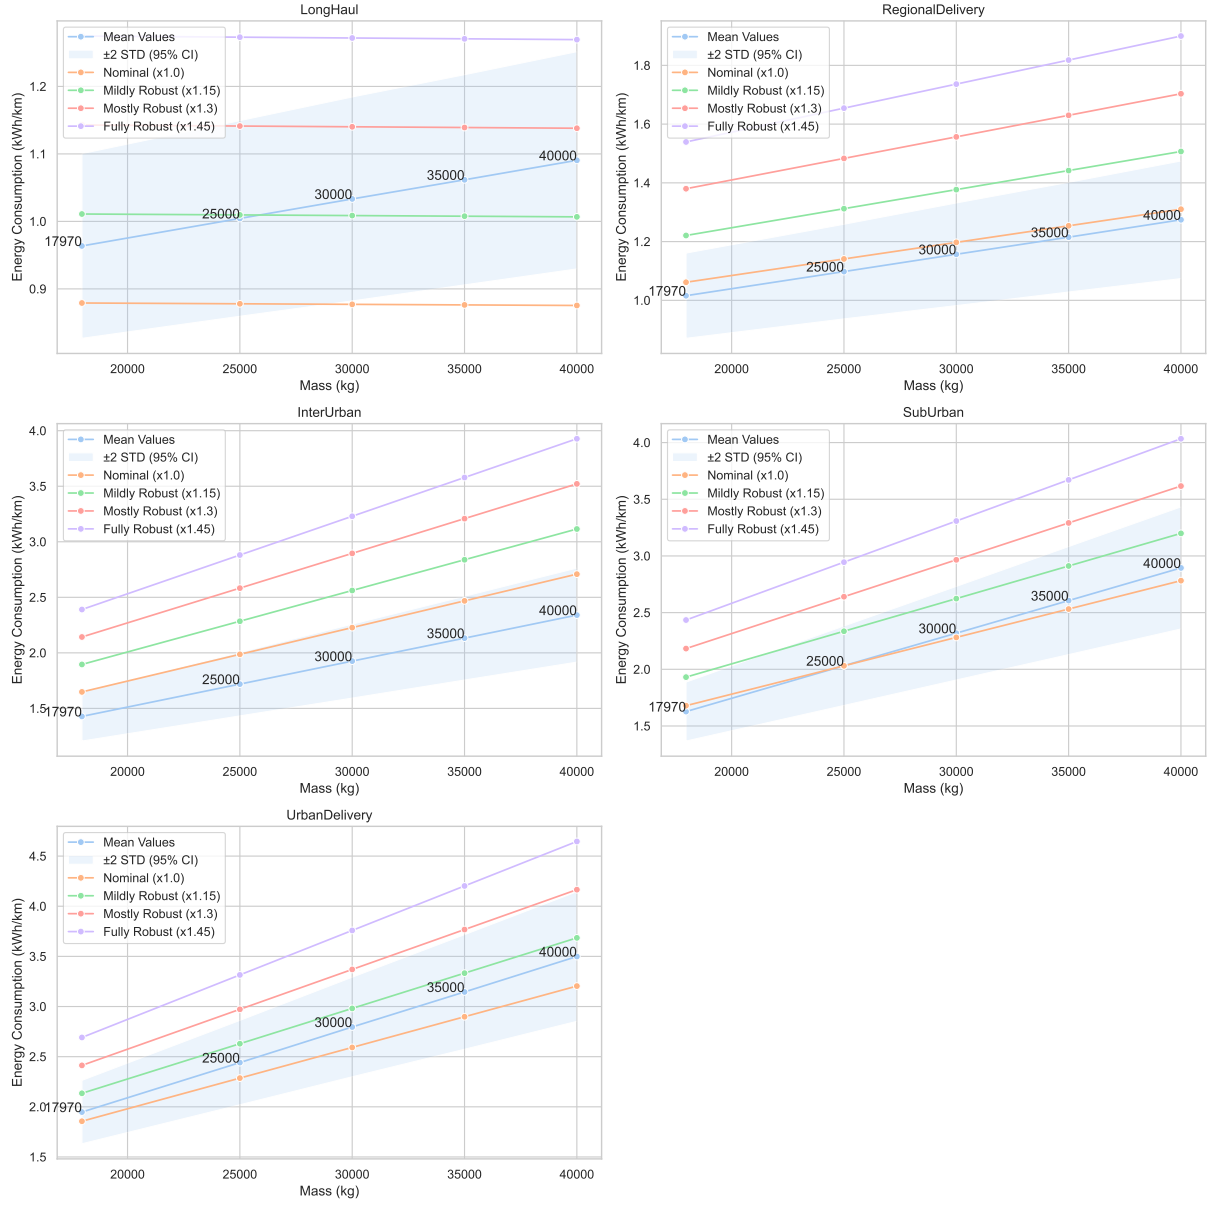 LongHaul
Energy Consumption (kWh/km)
1.2
1.1
1.0
0.9
Mean Values
±2 STD (95% CI)
Nominal (x1.0)
Mildly Robust (x1.15)
Mostly Robust (x1.3)
Fully Robust (x1.45)
17970
25000
30000
35000
40000
20000 25000 30000 35000 40000
Mass (kg)
RegionalDelivery
Energy Consumption (kWh/km)
1.8
1.6
1.4
1.2
1.0
Mean Values
±2 STD (95% CI)
Nominal (x1.0)
Mildly Robust (x1.15)
Mostly Robust (x1.3)
Fully Robust (x1.45)
17970
25000
30000
35000
40000
20000 25000 30000 35000 40000
Mass (kg)
InterUrban
Energy Consumption (kWh/km)
4.0
3.5
3.0
2.5
2.0
1.5
Mean Values
±2 STD (95% CI)
Nominal (x1.0)
Mildly Robust (x1.15)
Mostly Robust (x1.3)
Fully Robust (x1.45)
17970
25000
30000
35000
40000
20000 25000 30000 35000 40000
Mass (kg)
SubUrban
Energy Consumption (kWh/km)
4.0
3.5
3.0
2.5
2.0
1.5
Mean Values
±2 STD (95% CI)
Nominal (x1.0)
Mildly Robust (x1.15)
Mostly Robust (x1.3)
Fully Robust (x1.45)
17970
25000
30000
35000
40000
20000 25000 30000 35000 40000
Mass (kg)
UrbanDelivery
Energy Consumption (kWh/km)
4.5
4.0
3.5
3.0
2.5
2.0
1.5
Mean Values
±2 STD (95% CI)
Nominal (x1.0)
Mildly Robust (x1.15)
Mostly Robust (x1.3)
Fully Robust (x1.45)
17970
25000
30000
35000
40000
20000 25000 30000 35000 40000
Mass (kg)